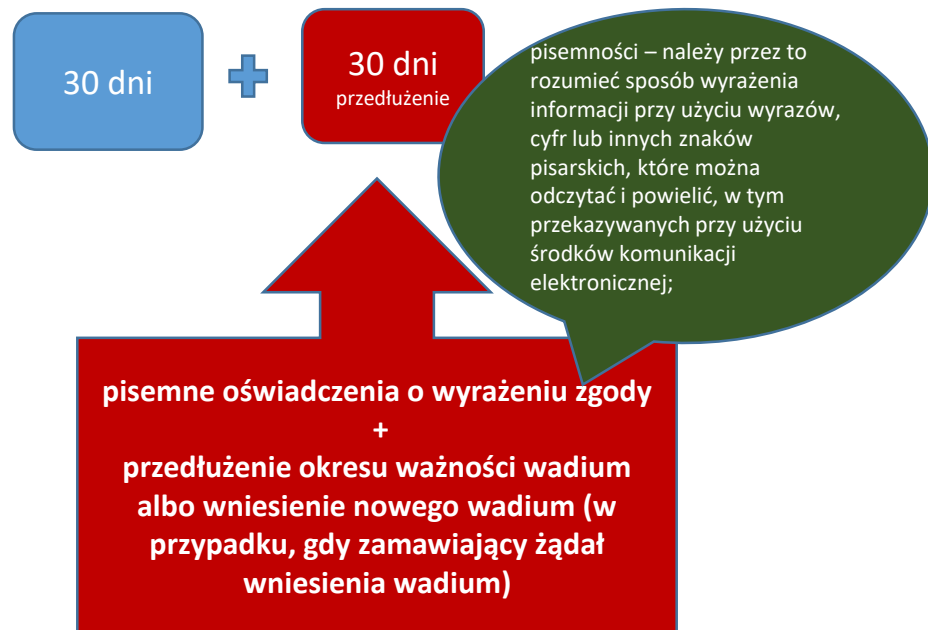 30 dni
30 dni
przedłużenie
pisemności – należy przez to
rozumieć sposób wyrażenia
informacji przy użyciu wyrazów,
cyfr lub innych znaków
pisarskich, które można
odczytać i powielić, w tym
przekazywanych przy użyciu
środków komunikacji
elektronicznej;
pisemne oświadczenia o wyrażeniu zgody
+
przedłużenie okresu ważności wadium
albo wniesienie nowego wadium (w
przypadku, gdy zamawiający żądał
wniesienia wadium)